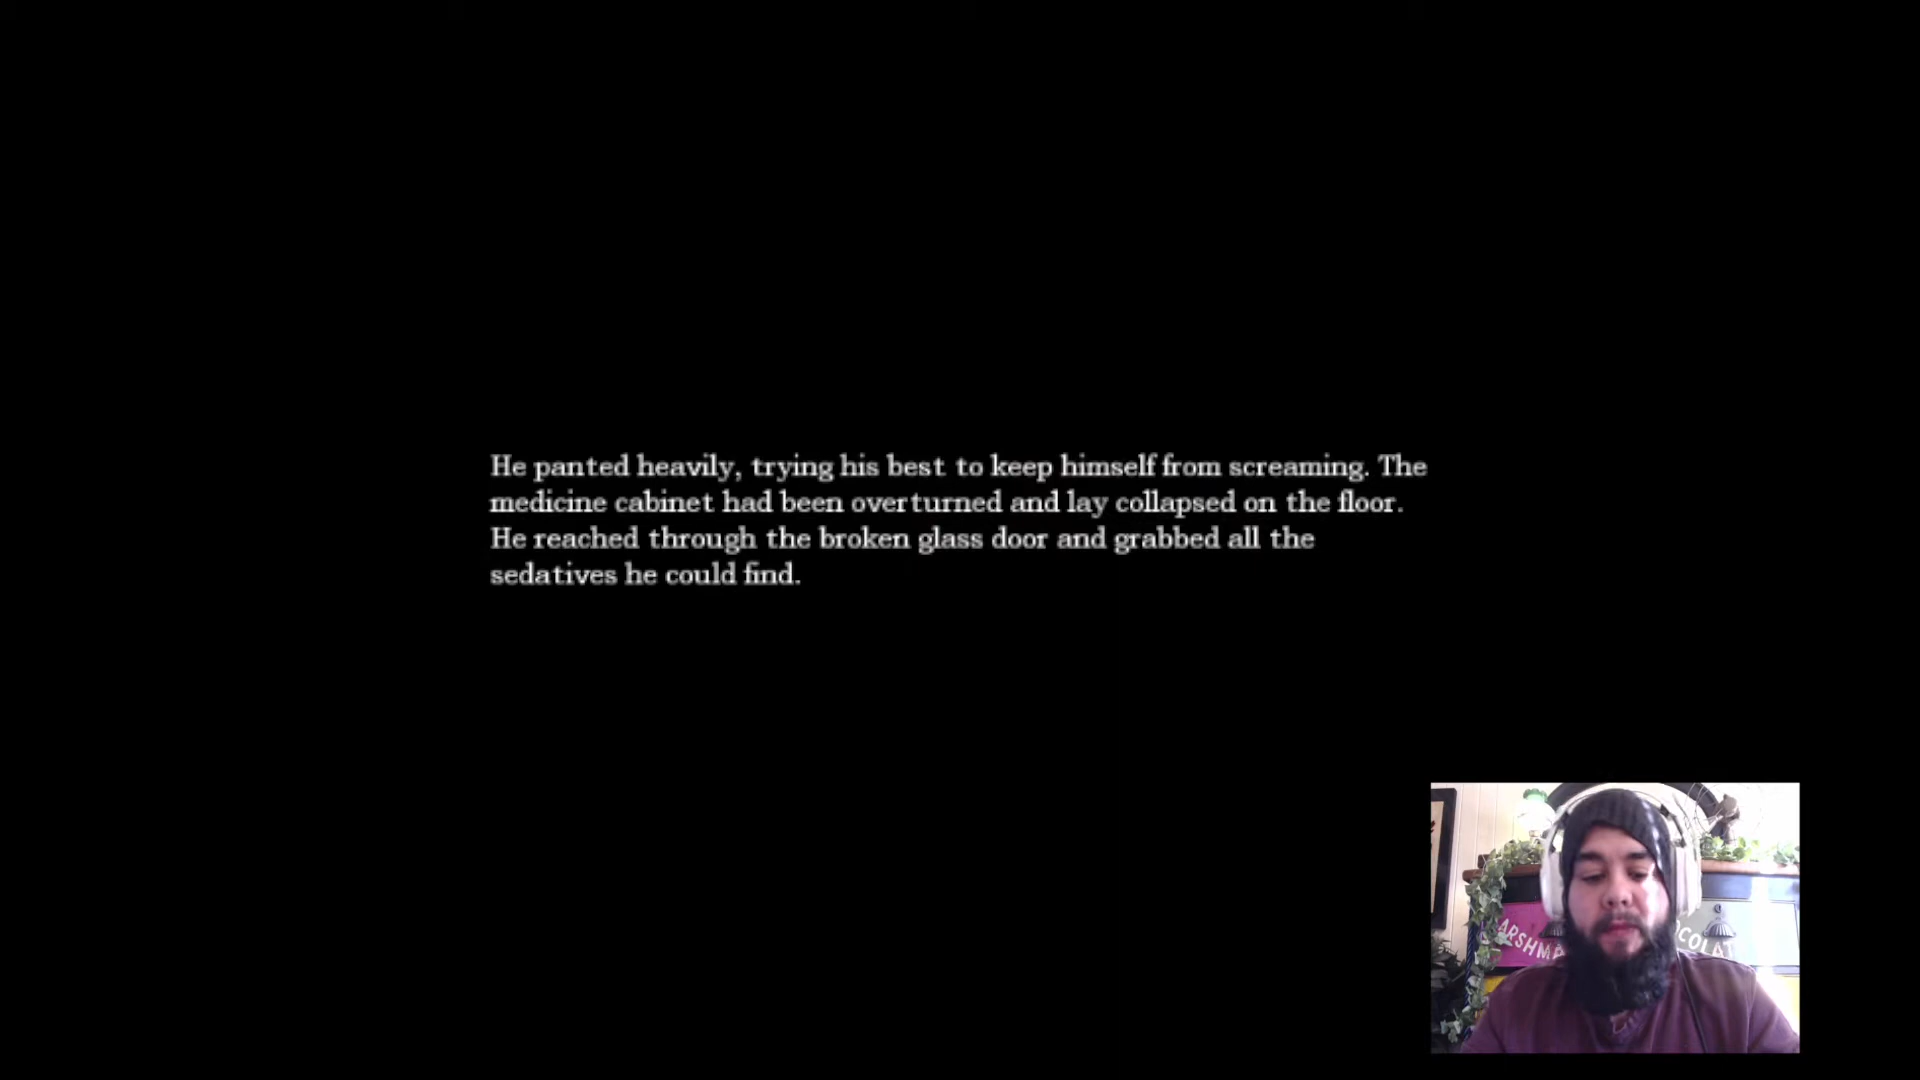 He panted heavily, trying his best to keep himself from screaming. The
medicine cabinet had been overturned and lay collapsed on the floor.
He reached through the broken glass door and grabbed all the
sedatives he could find.
ARSHMA
OCOLAT